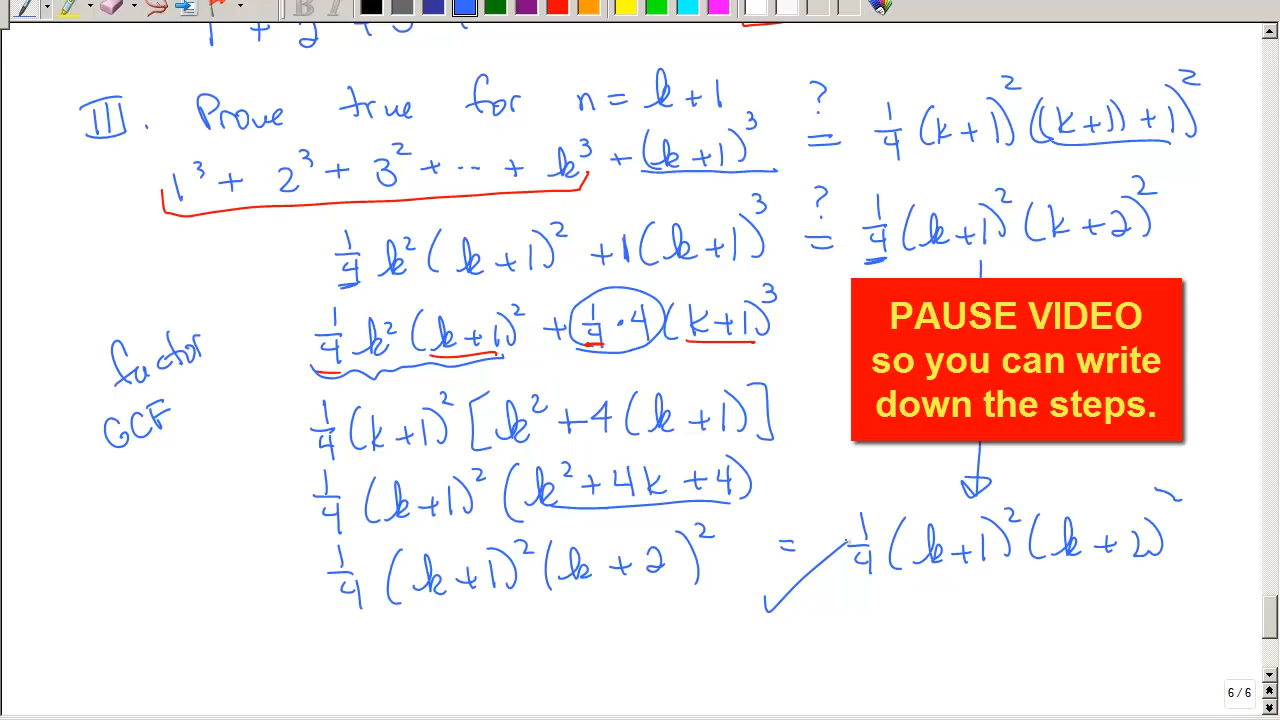 III. Prove true for n = k+1
1³ + 2³ + 3² + ... + k³ + (k+1)³ ?= 1/4 (k+1)² ((k+1)+1)²
1/4 k² (k+1)² + 1(k+1)³ ?= 1/4 (k+1)² (k+2)²
1/4 k² (k+1)² + 1/4 · 4 (k+1)³
factor
GCF
1/4 (k+1)² [k² + 4(k+1)]
1/4 (k+1)² (k² + 4k + 4)
1/4 (k+1)² (k+2)² = 1/4 (k+1)² (k+2)²
PAUSE VIDEO
so you can write
down the steps.
B I
6/6